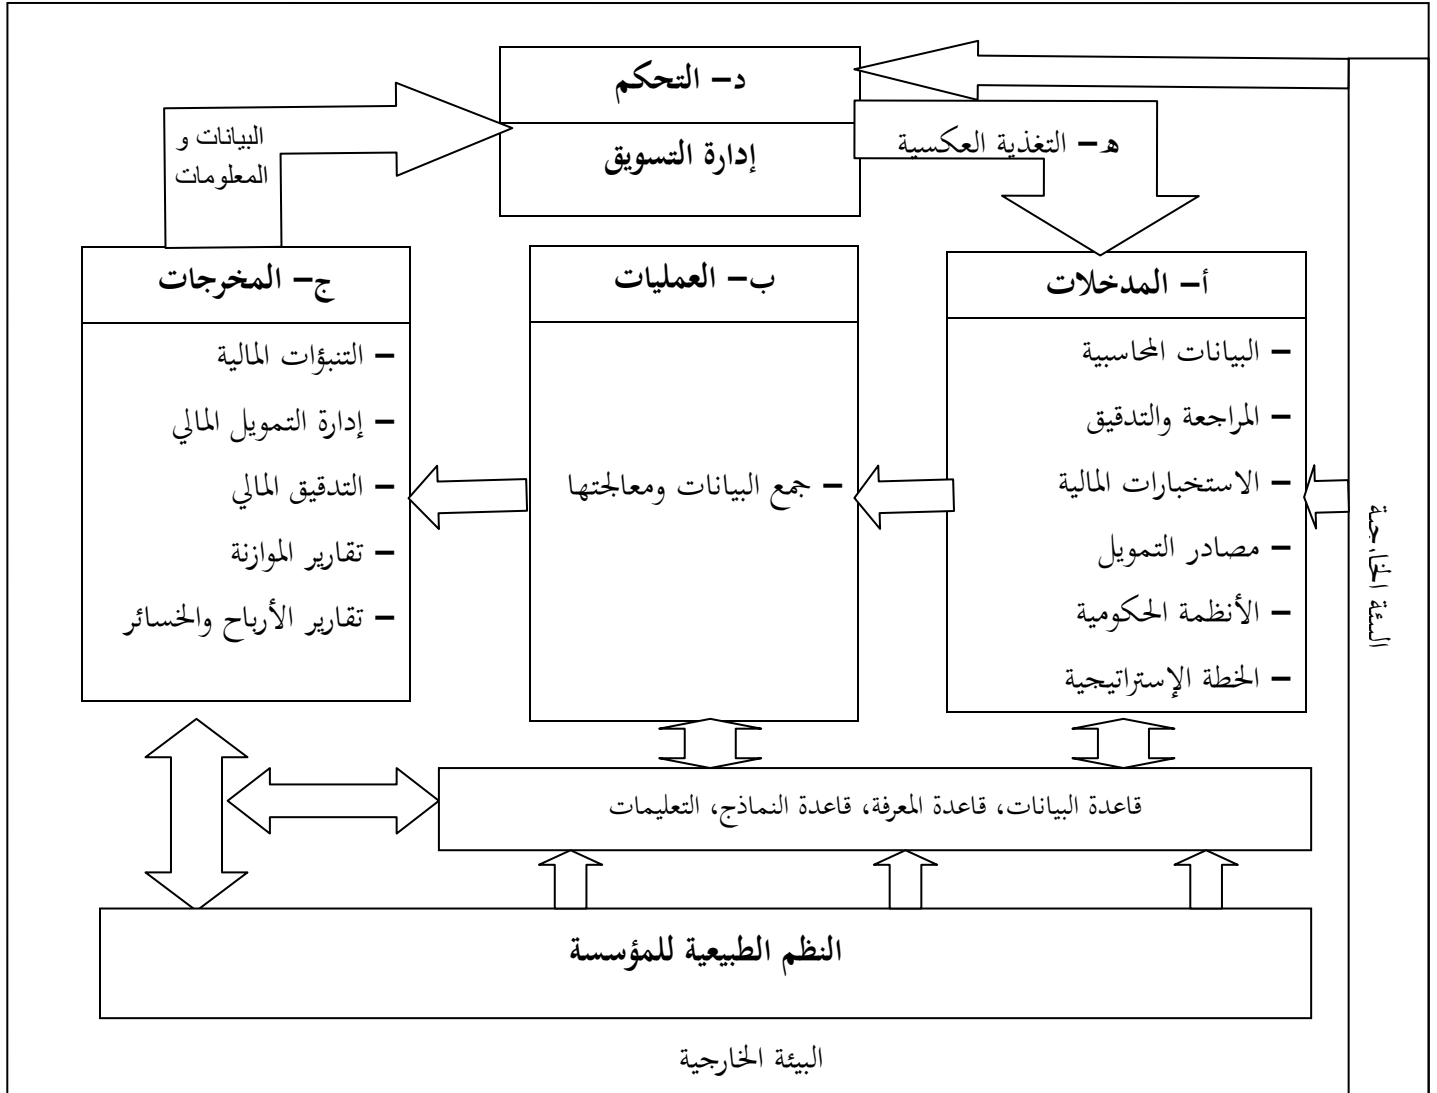 د– التحكم
إدارة التسويق
البيانات و
المعلومات
هـ – التغذية العكسية
أ– المدخلات
– البيانات المحاسبية
– المراجعة والتدقيق
– الاستخبارات المالية
– مصادر التمويل
– الأنظمة الحكومية
– الخطة الإستراتيجية
ب– العمليات
– جمع البيانات ومعالجتها
ج– المخرجات
– التنبؤات المالية
– إدارة التمويل المالي
– التدقيق المالي
– تقارير الموازنة
– تقارير الأرباح والخسائر
البيئة الخارجية
قاعدة البيانات، قاعدة المعرفة، قاعدة النماذج، التعليمات
النظم الطبيعية للمؤسسة
البيئة الخارجية